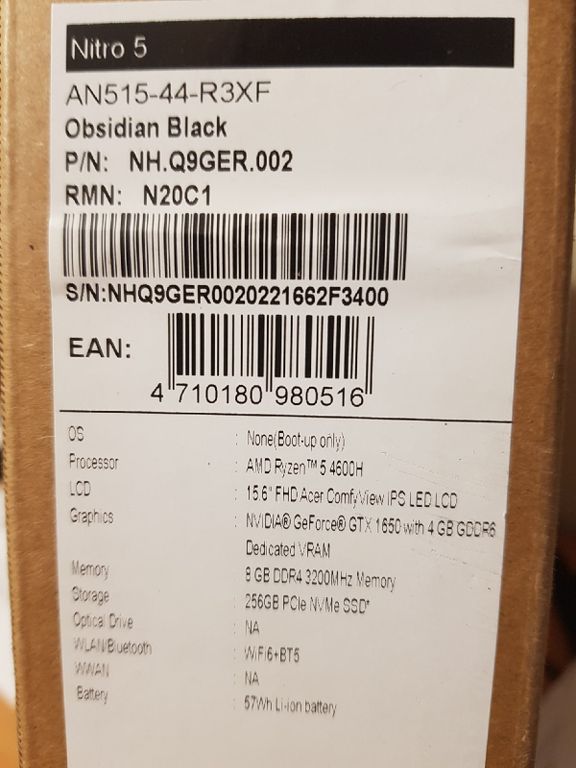 Nitro 5
AN515-44-R3XF
Obsidian Black
P/N: NH.Q9GER.002
RMN: N20C1
S/N:NHQ9GER0020221662F3400
EAN:
4 710180 980516
OS : None(Boot-up only)
Processor : AMD Ryzen™ 5 4600H
LCD : 15.6" FHD Acer ComfyView IPS LED LCD
Graphics : NVIDIA® GeForce® GTX 1650 with 4 GB GDDR6
Dedicated VRAM
Memory : 8 GB DDR4 3200MHz Memory
Storage : 256GB PCIe NVMe SSD*
Optical Drive : NA
WLAN/Bluetooth : WiFi6+BT5
WWAN : NA
Battery : 57Wh Li-ion battery